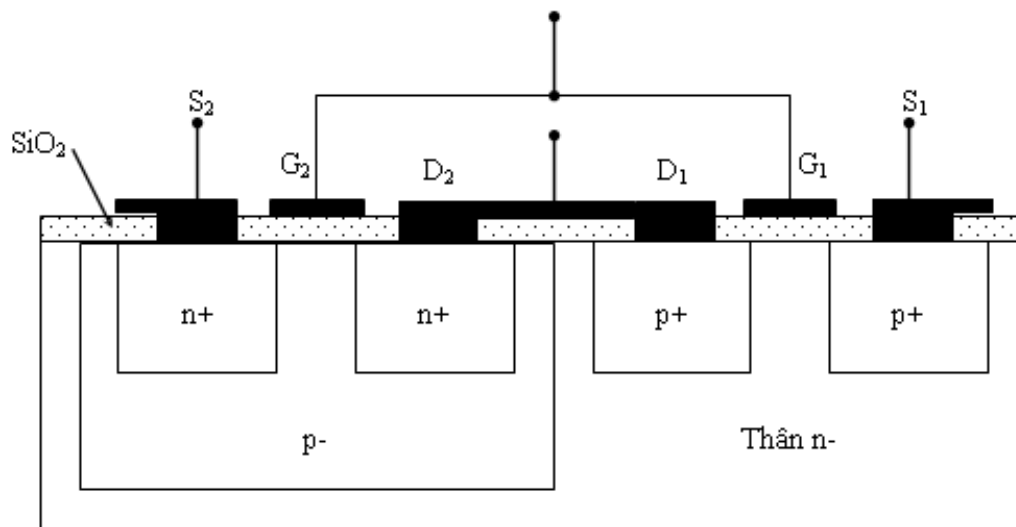 S₂
S₁
SiO₂
G₂
D₂
D₁
G₁
n+
n+
p+
p+
p-
Thân n-